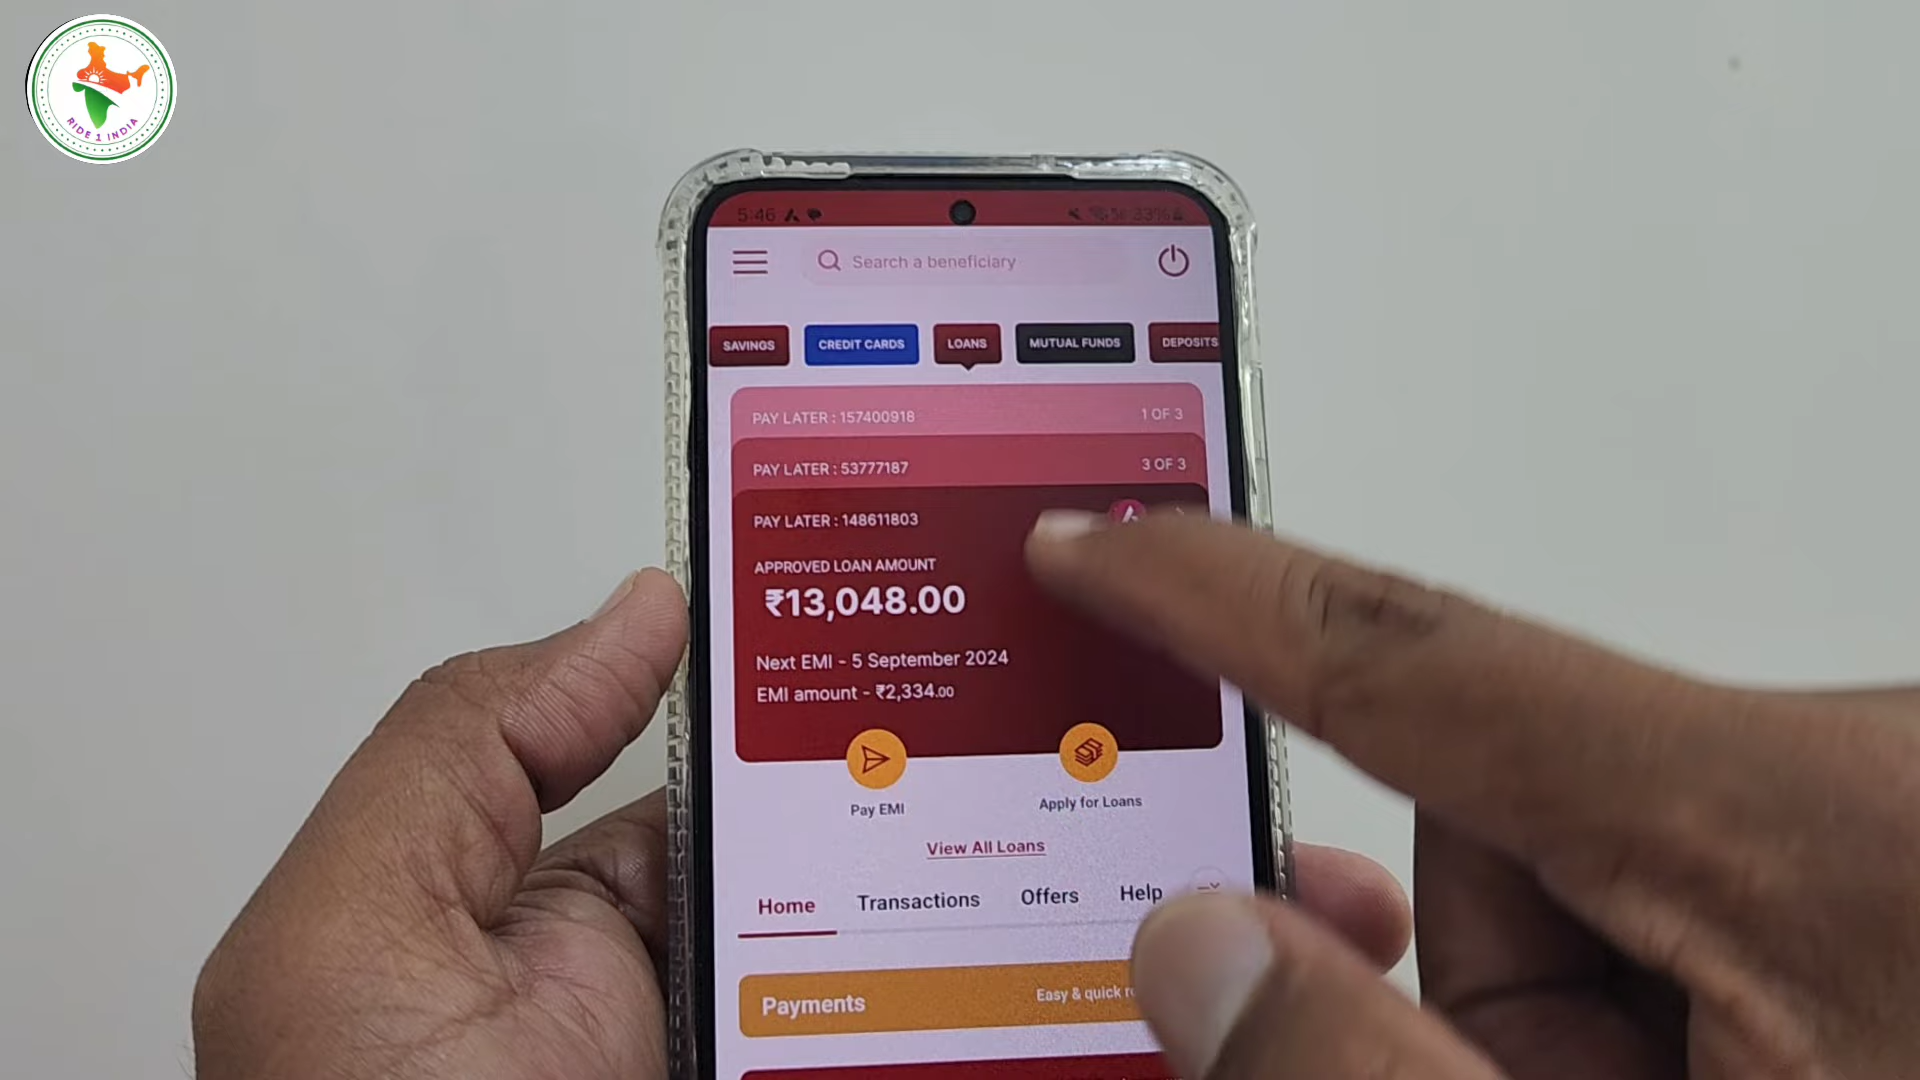 RIDE 1 INDIA
5:46
33%
Search a beneficiary
SAVINGS
CREDIT CARDS
LOANS
MUTUAL FUNDS
DEPOSITS
PAY LATER : 157400918
1 OF 3
PAY LATER : 53777187
3 OF 3
PAY LATER : 148611803
APPROVED LOAN AMOUNT
₹13,048.00
Next EMI - 5 September 2024
EMI amount - ₹2,334.00
Pay EMI
Apply for Loans
View All Loans
Home
Transactions
Offers
Help
Payments
Easy & quick